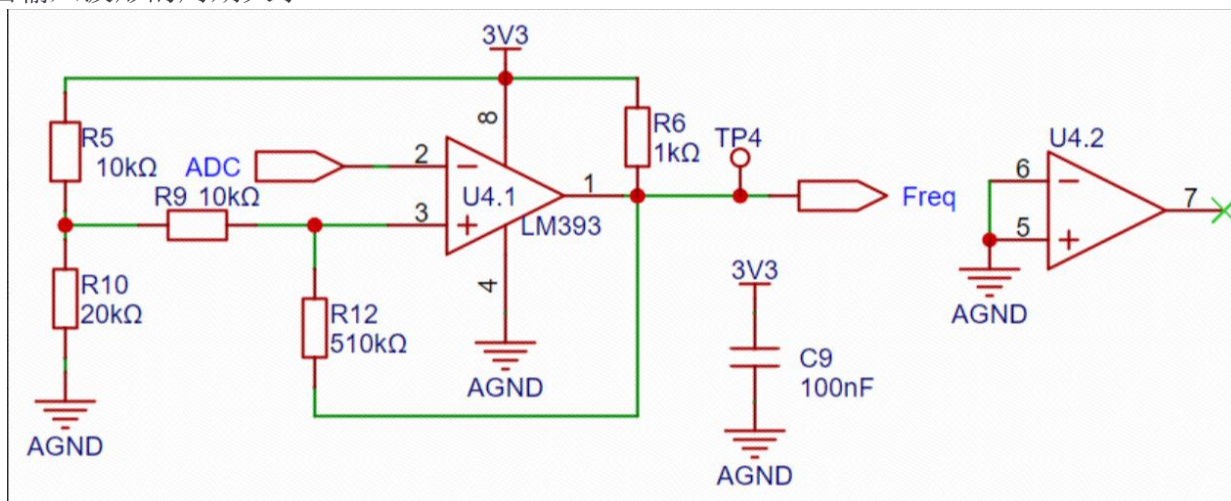 3V3
R5
10kΩ
ADC
2
8
R6
1kΩ
TP4
U4.2
R9 10kΩ
U4.1
1
LM393
Freq
6
7
5
3
4
R10
20kΩ
R12
510kΩ
3V3
AGND
C9
100nF
AGND
AGND
AGND